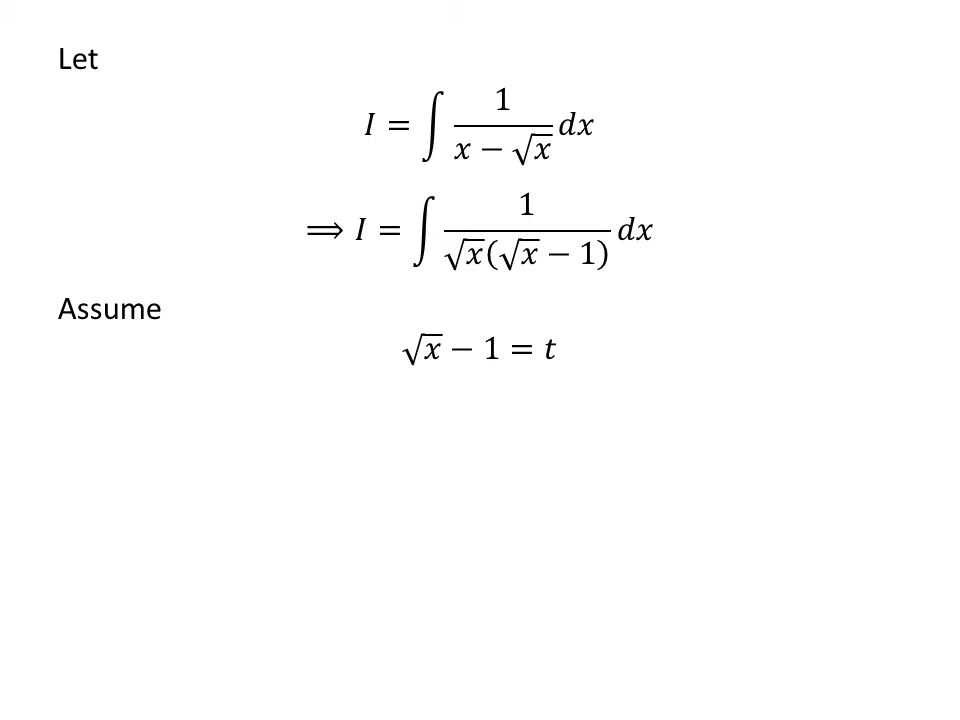 Let
I = ∫ 1/(x − √x) dx
⟹ I = ∫ 1/(√x(√x − 1)) dx
Assume
√x − 1 = t